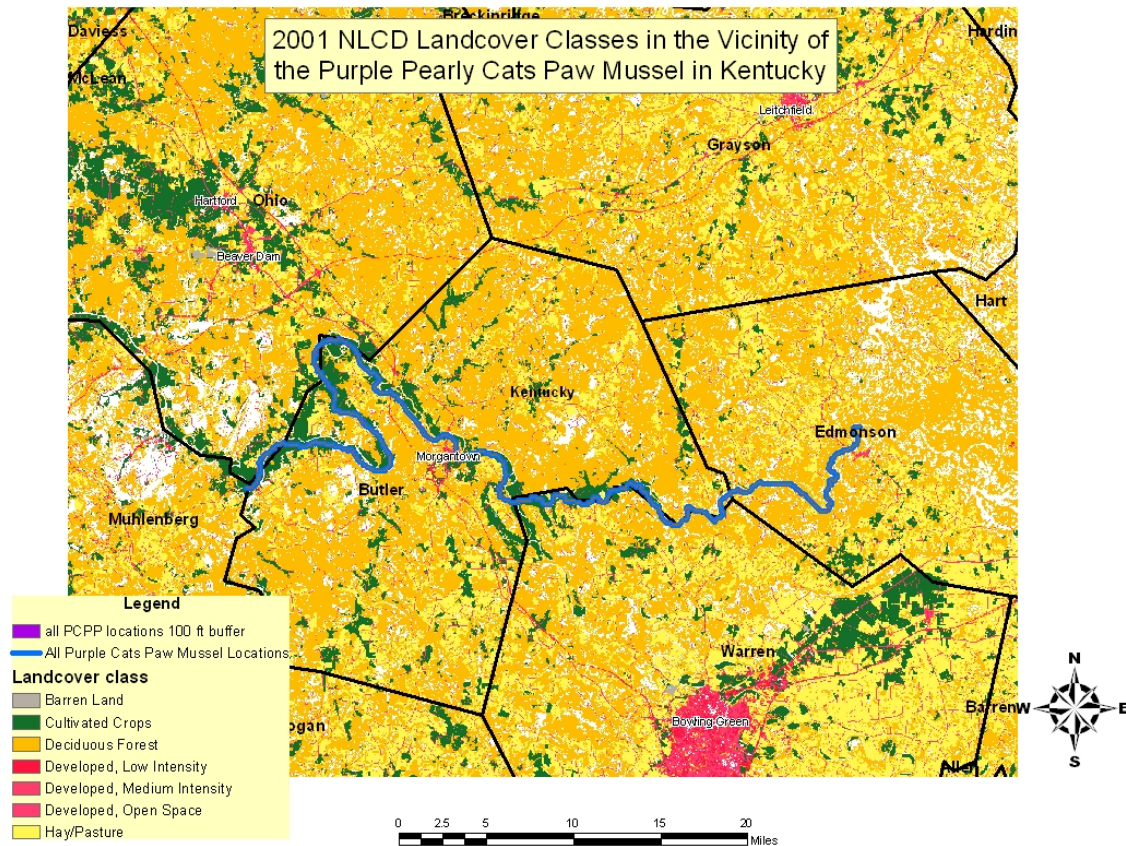 Breckinridge
Daviess
Hardin
2001 NLCD Landcover Classes in the Vicinity of
the Purple Pearly Cats Paw Mussel in Kentucky
McLean
Leitchfield
Grayson
Hartford
Ohio
Beaver Dam
Hart
Kentucky
Edmonson
Morgantown
Butler
Muhlenberg
Legend
all PCPP locations 100 ft buffer
All Purple Cats Paw Mussel Locations
Landcover class
Barren Land
Cultivated Crops
Deciduous Forest
Developed, Low Intensity
Developed, Medium Intensity
Developed, Open Space
Hay/Pasture
Warren
Bowling Green
ogan
Barren
Allen
N
W E
S
0 2.5 5 10 15 20
Miles